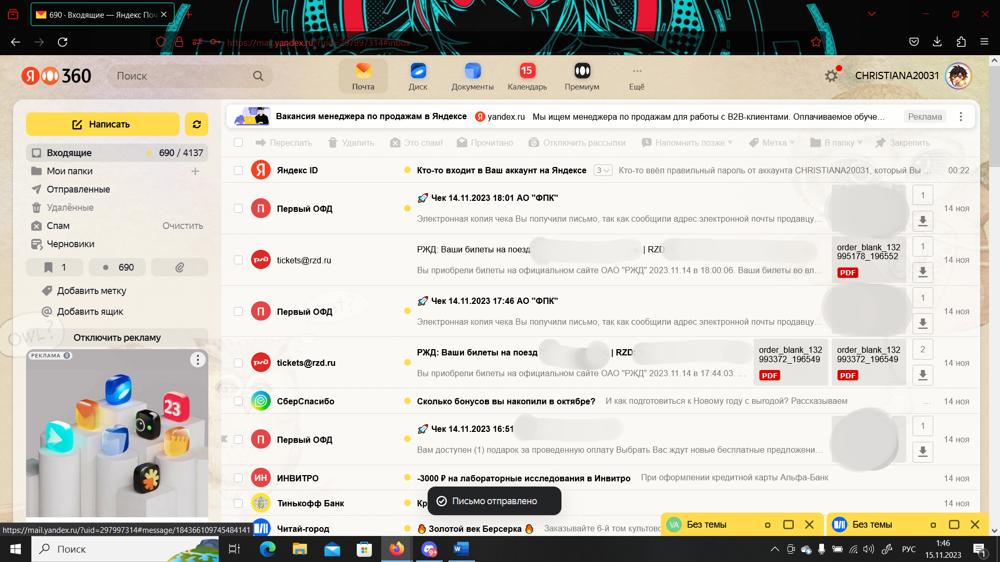 690 · Входящие — Яндекс Поч
https://mail.yandex.ru/?uid=297997314#inbox
Я 360
Поиск
Почта
Диск
Документы
15
Календарь
Премиум
Ещё
CHRISTIANA20031
Написать
Входящие 690 / 4137
Мои папки
Отправленные
Удалённые
Спам Очистить
Черновики
1 690
Добавить метку
Добавить ящик
Отключить рекламу
РЕКЛАМА Я
23
Вакансия менеджера по продажам в Яндексе Я yandex.ru Мы ищем менеджера по продажам для работы с B2B-клиентами. Оплачиваемое обуче... Реклама
Переслать Удалить Это спам! Прочитано Отключить рассылки Напомнить позже Метка В папку Закрепить
Я Яндекс ID Кто-то входит в Ваш аккаунт на Яндексе 3 Кто-то ввёл правильный пароль от аккаунта CHRISTIANA20031, который Вы ... 00:22
П Первый ОФД 🚀 Чек 14.11.2023 18:01 АО "ФПК" 1 14 ноя
Электронная копия чека Вы получили письмо, так как сообщили адрес электронной почты продавцу...
ржд tickets@rzd.ru РЖД: Ваши билеты на поезд | RZD: order_blank_132995178_196552 PDF 1 14 ноя
Вы приобрели билеты на официальном сайте ОАО "РЖД" 2023.11.14 в 18:00:06. Ваши билеты во вл...
П Первый ОФД 🚀 Чек 14.11.2023 17:46 АО "ФПК" 1 14 ноя
Электронная копия чека Вы получили письмо, так как сообщили адрес электронной почты продавцу...
ржд tickets@rzd.ru РЖД: Ваши билеты на поезд | RZD: order_blank_132993372_196549 PDF order_blank_132993372_196549 PDF 2 14 ноя
Вы приобрели билеты на официальном сайте ОАО "РЖД" 2023.11.14 в 17:44:03. ...
СберСпасибо Сколько бонусов вы накопили в октябре? И как подготовиться к Новому году с выгодой? Рассказываем ... 14 ноя
П Первый ОФД 🚀 Чек 14.11.2023 16:51 1 14 ноя
Вам доступен (1) подарок за проведенную оплату Выбрать Вас ждут новые бесплатные предложени...
ИН ИНВИТРО -3000 ₽ на лабораторные исследования в Инвитро При оформлении кредитной карты Альфа-Банк 14 ноя
Тинькофф Банк Кр 14 ноя
Читай-город 🔥 Золотой век Берсерка 🔥 Заказывайте 6-й том культово
Письмо отправлено
VA Без темы
Без темы
OWL?
https://mail.yandex.ru/?uid=297997314#message/184366109745484141
Поиск
9+
РУС
1:46
15.11.2023
1